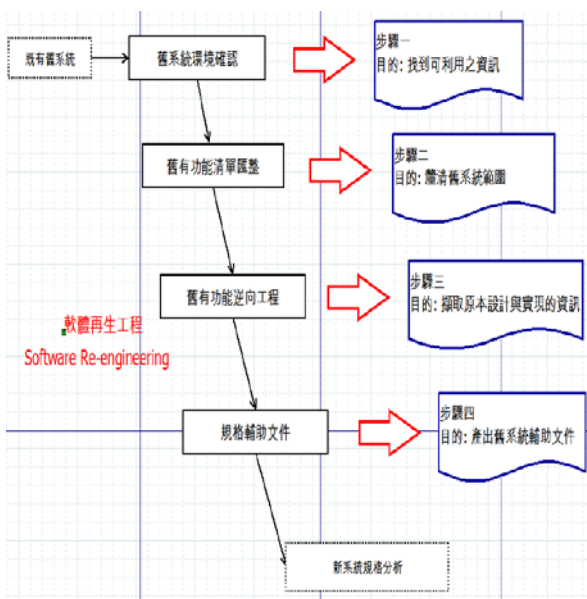 既有舊系統
舊系統環境確認
步驟一
目的: 找到可利用之資訊
舊有功能清單匯整
步驟二
目的: 釐清舊系統範圍
舊有功能逆向工程
步驟三
目的: 擷取原本設計與實現的資訊
軟體再生工程
Software Re-engineering
規格輔助文件
步驟四
目的: 產出舊系統輔助文件
新系統規格分析